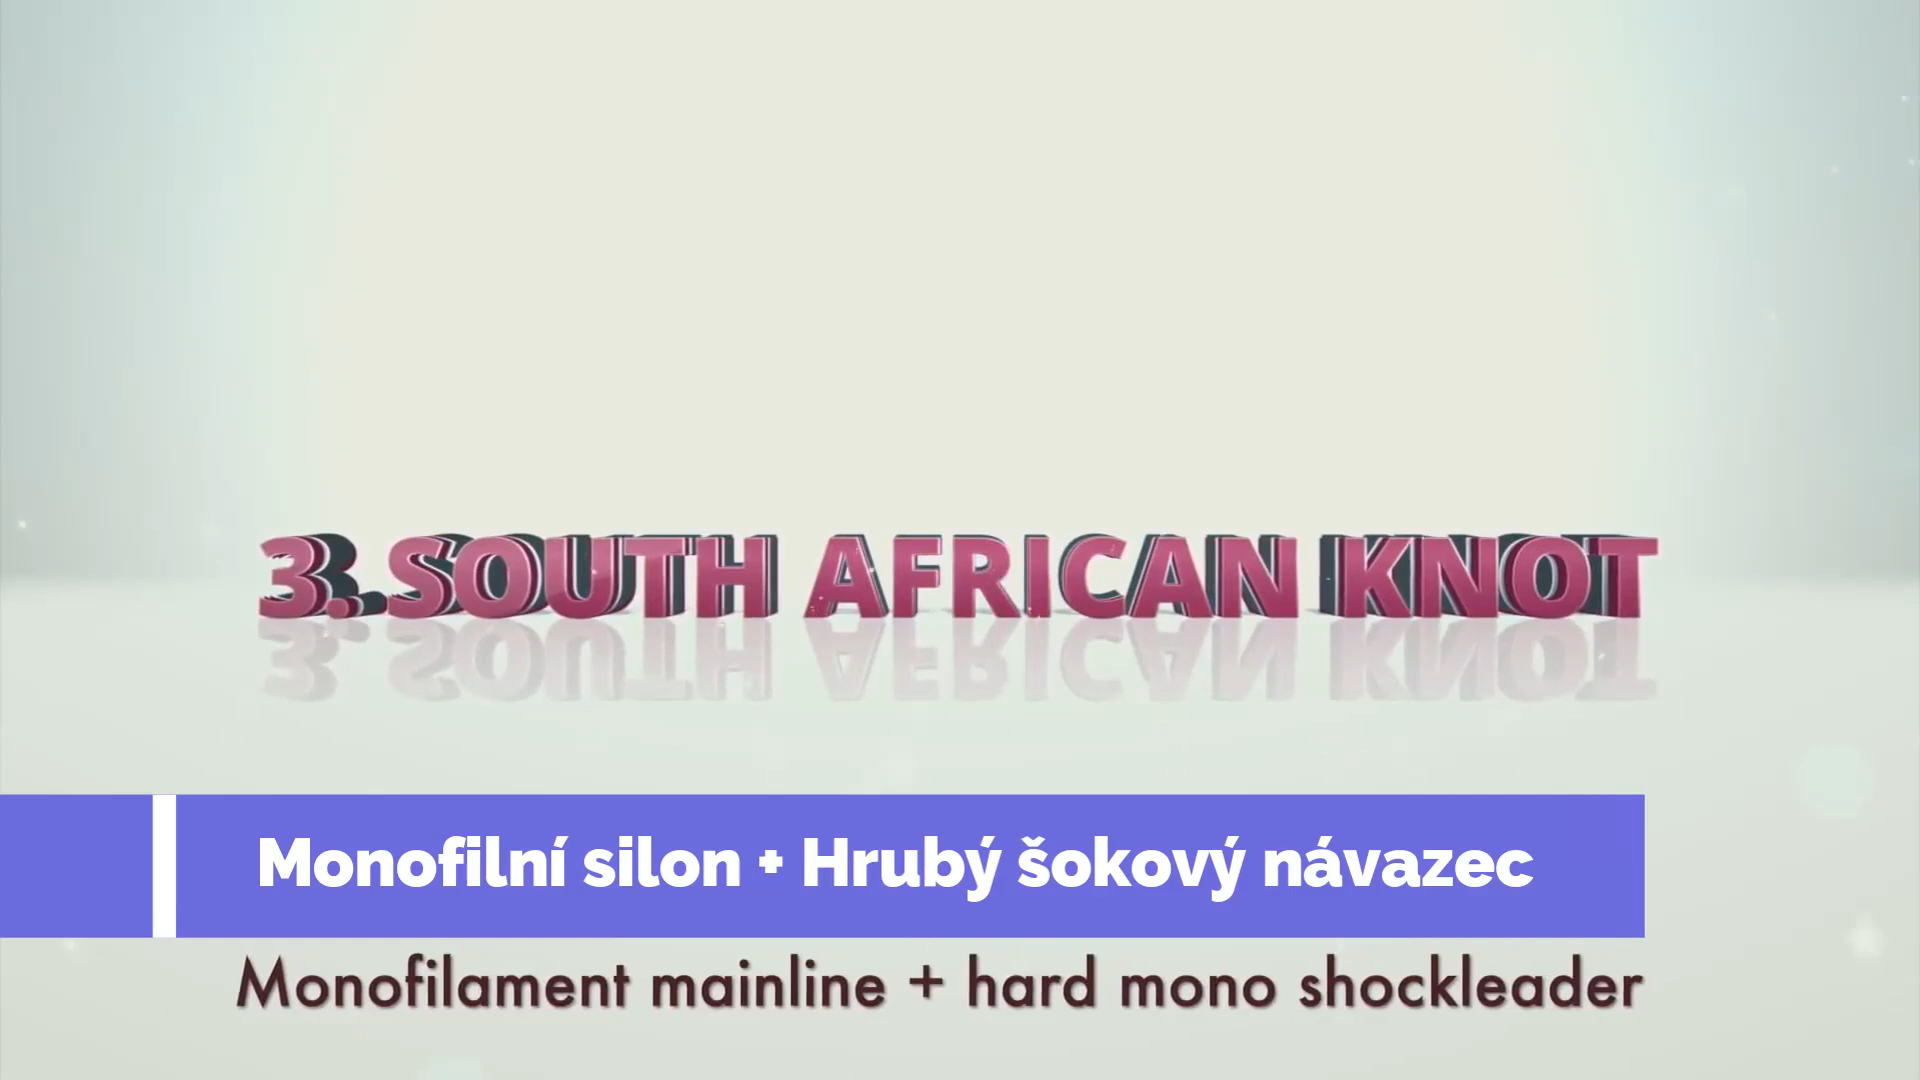 3. SOUTH AFRICAN KNOT
Monofilní silon + Hrubý šokový návazec
Monofilament mainline + hard mono shockleader